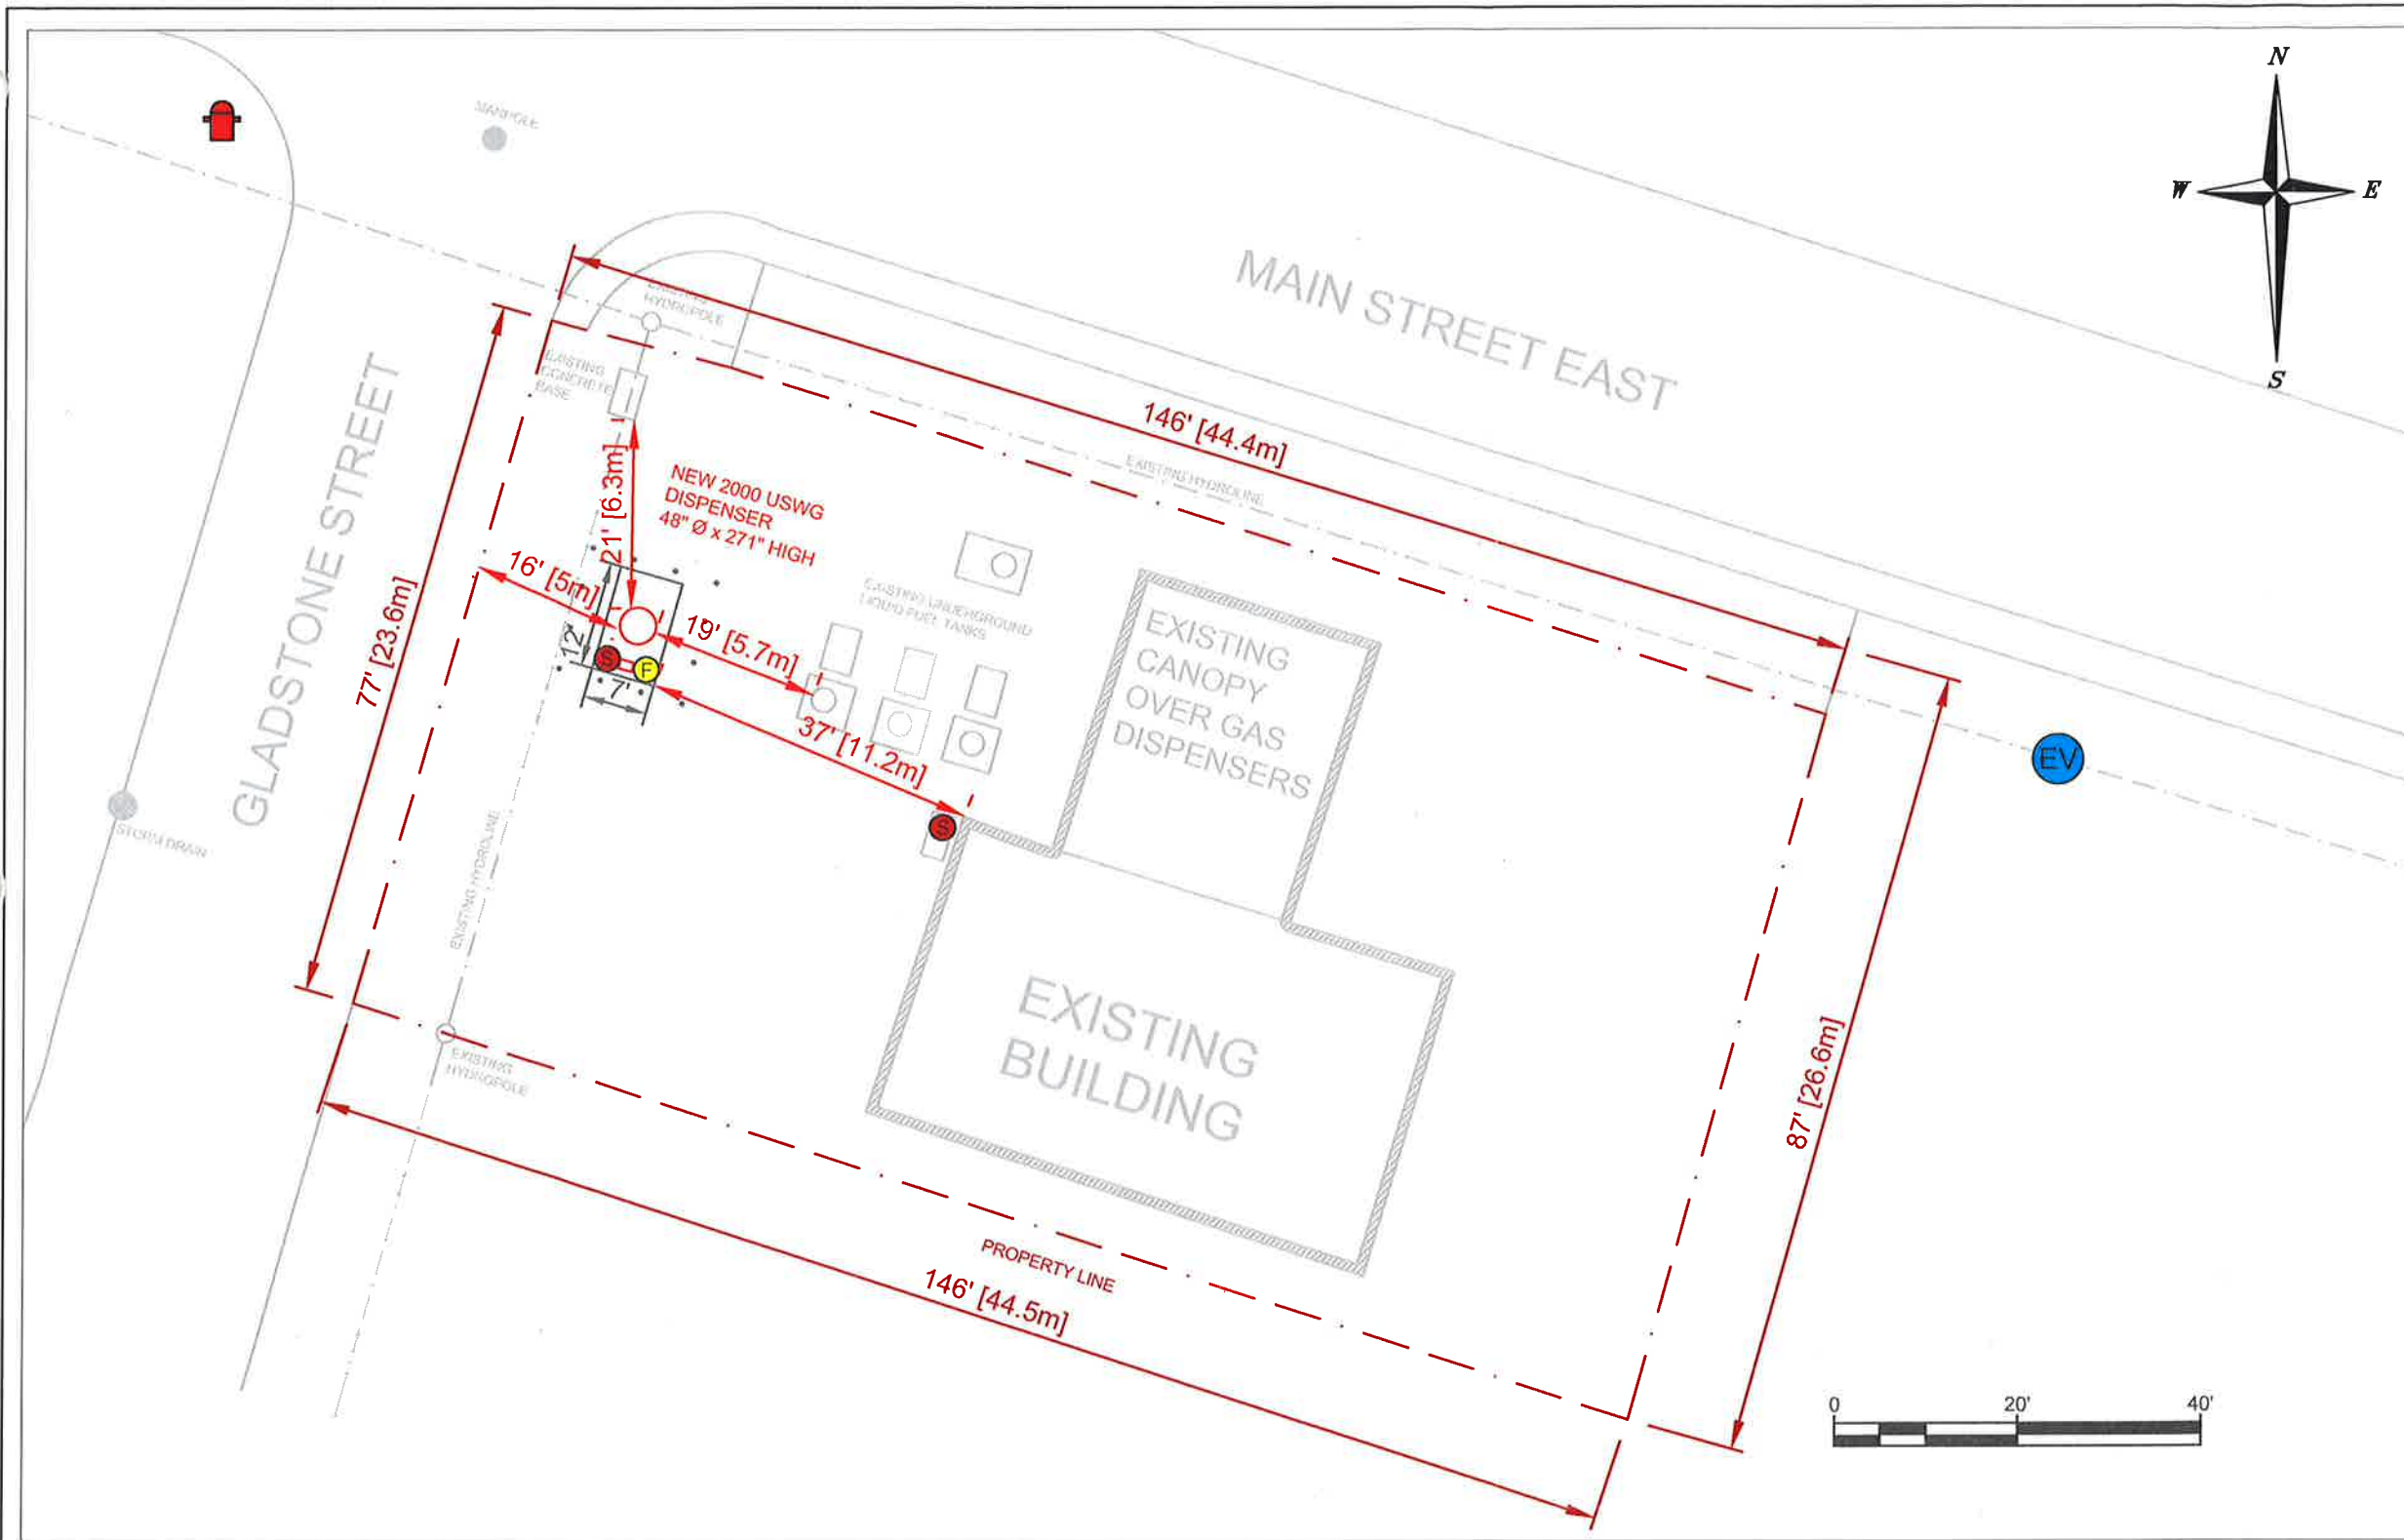 N
W
E
S
MANHOLE
MAIN STREET EAST
EXISTING
HYDROPOLE
EXISTING
CONCRETE
BASE
146' [44.4m]
EXISTING HYDROLINE
GLADSTONE STREET
77' [23.6m]
21' [6.3m]
NEW 2000 USWG
DISPENSER
48" Ø x 271" HIGH
16' [5m]
12'
7'
S
F
19' [5.7m]
EXISTING UNDERGROUND
LIQUID FUEL TANKS
37' [11.2m]
S
EXISTING
CANOPY
OVER GAS
DISPENSERS
EV
STORM DRAIN
EXISTING HYDROLINE
EXISTING
HYDROPOLE
EXISTING
BUILDING
87' [26.6m]
PROPERTY LINE
146' [44.5m]
0
20'
40'